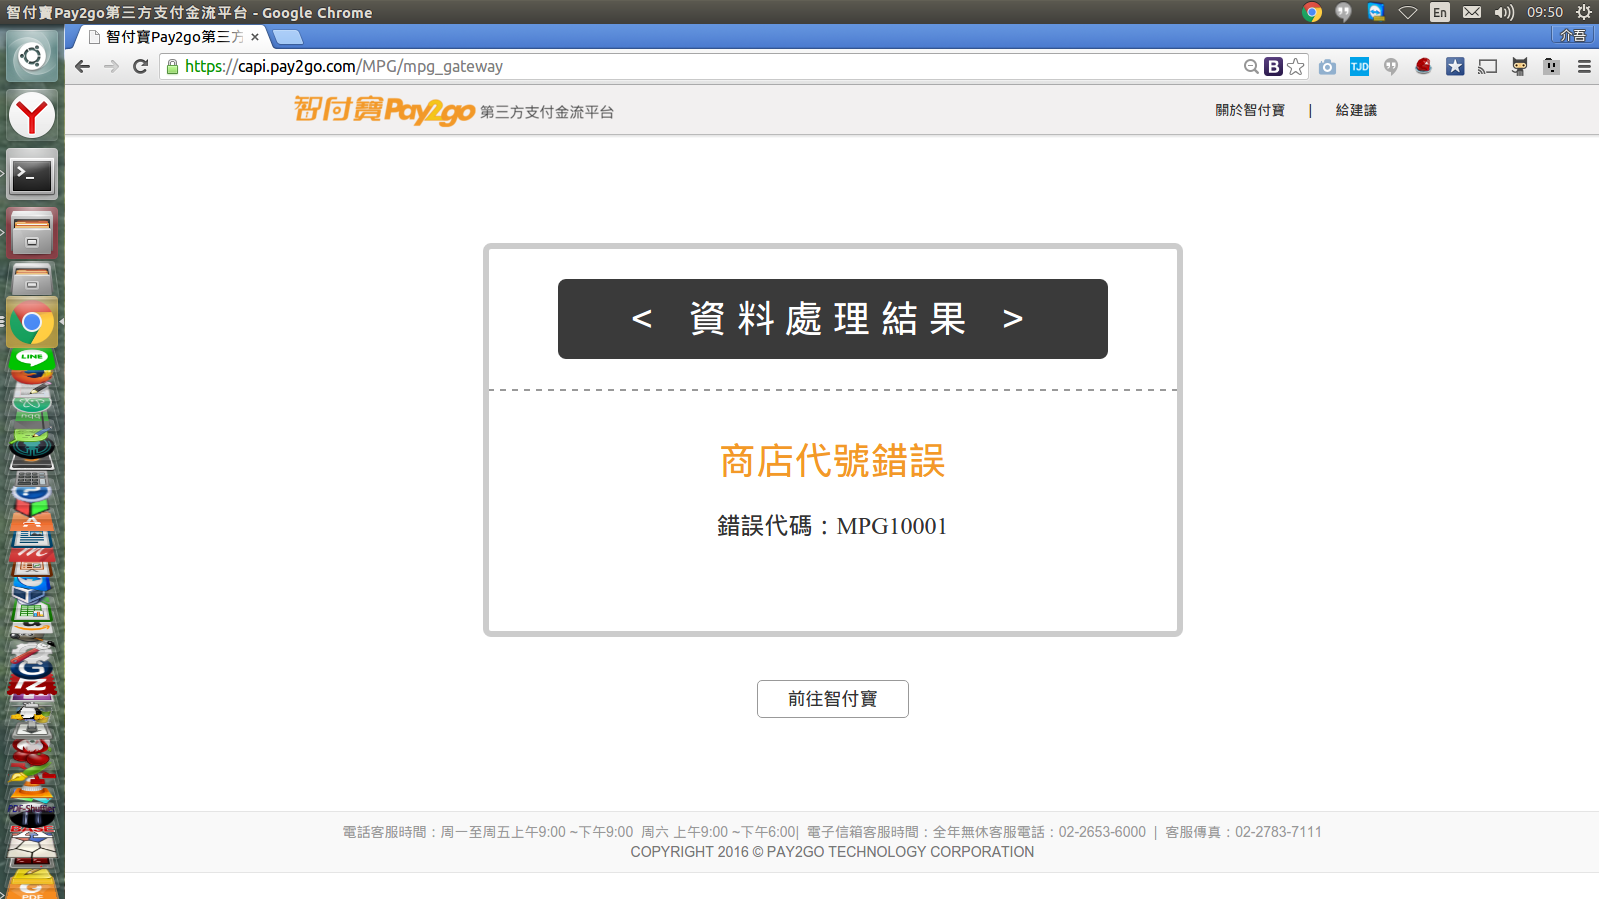 智付寶Pay2go第三方支付金流平台 - Google Chrome
En
09:50
智付寶Pay2go第三方
介吾
https://capi.pay2go.com/MPG/mpg_gateway
B
TJD
智付寶Pay2go 第三方支付金流平台
關於智付寶 | 給建議
< 資料處理結果 >
商店代號錯誤
錯誤代碼：MPG10001
前往智付寶
電話客服時間：周一至周五上午9:00 ~下午9:00 周六 上午9:00 ~下午6:00| 電子信箱客服時間：全年無休客服電話：02-2653-6000 | 客服傳真：02-2783-7111
COPYRIGHT 2016 © PAY2GO TECHNOLOGY CORPORATION
LINE
PDF-Shuffler
BASE
PDF